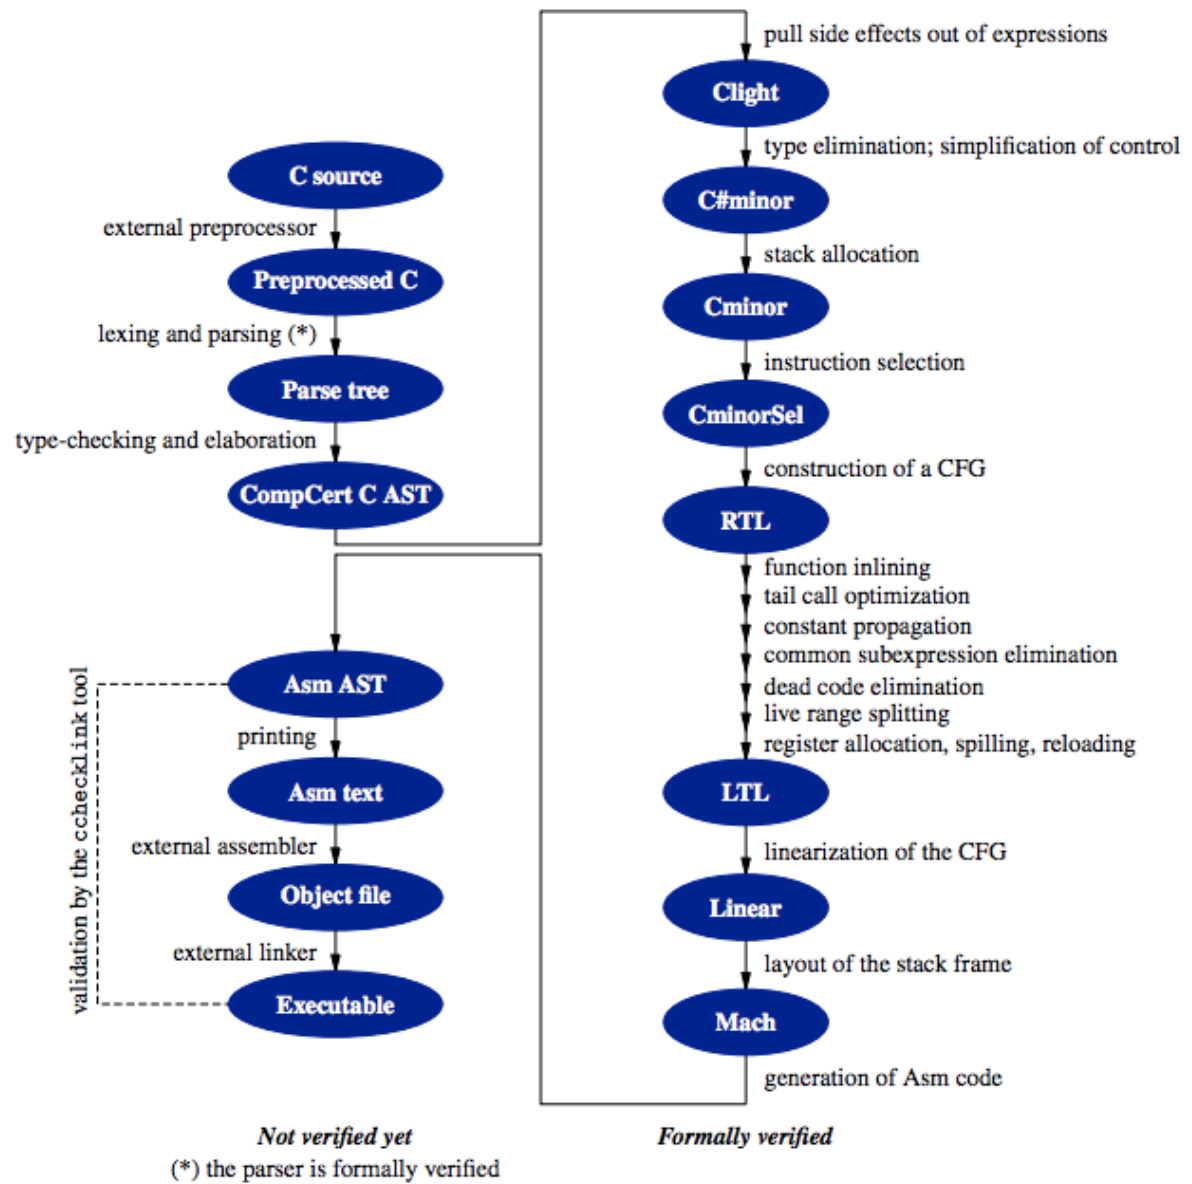 C source
external preprocessor
Preprocessed C
lexing and parsing (*)
Parse tree
type-checking and elaboration
CompCert C AST
pull side effects out of expressions
Clight
type elimination; simplification of control
C#minor
stack allocation
Cminor
instruction selection
CminorSel
construction of a CFG
RTL
function inlining
tail call optimization
constant propagation
common subexpression elimination
dead code elimination
live range splitting
register allocation, spilling, reloading
LTL
linearization of the CFG
Linear
layout of the stack frame
Mach
generation of Asm code
Asm AST
printing
Asm text
external assembler
Object file
external linker
Executable
validation by the cchecklink tool
Not verified yet
(*) the parser is formally verified
Formally verified